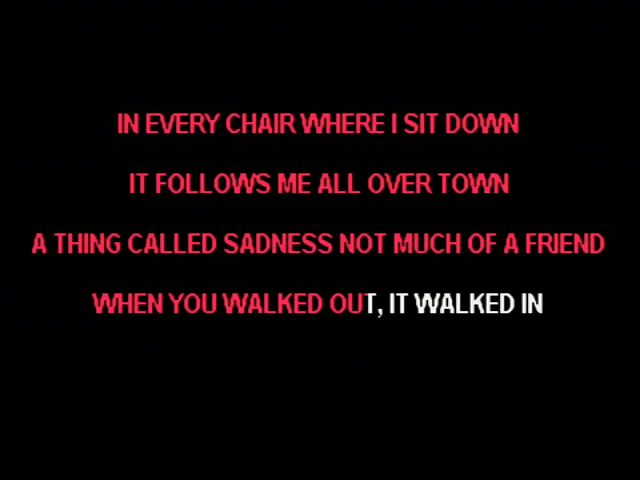 IN EVERY CHAIR WHERE I SIT DOWN
IT FOLLOWS ME ALL OVER TOWN
A THING CALLED SADNESS NOT MUCH OF A FRIEND
WHEN YOU WALKED OUT, IT WALKED IN